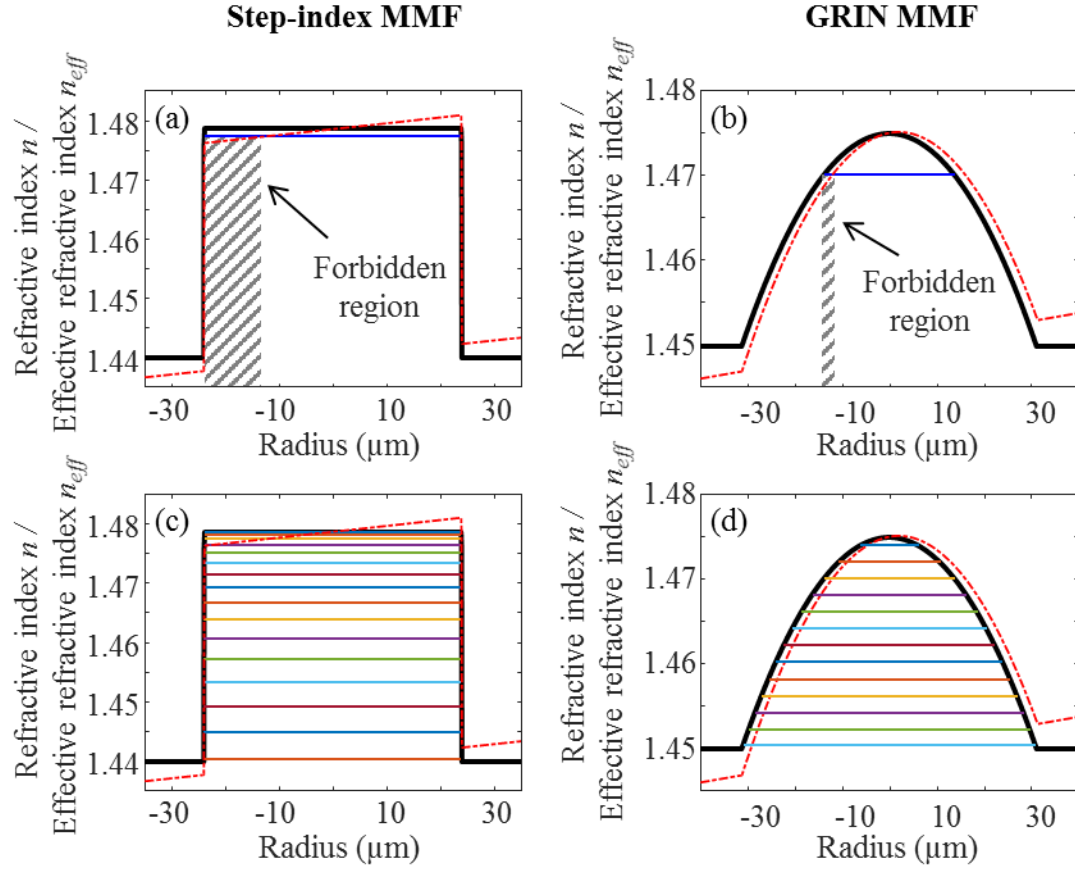 Step-index MMF
GRIN MMF
Refractive index n /
Effective refractive index neff
1.48
1.47
1.46
1.45
1.44
(a)
Forbidden
region
-30
-10
10
30
Radius (µm)
Refractive index n /
Effective refractive index neff
1.48
1.47
1.46
1.45
(b)
Forbidden
region
-30
-10
10
30
Radius (µm)
Refractive index n /
Effective refractive index neff
1.48
1.47
1.46
1.45
1.44
(c)
-30
-10
10
30
Radius (µm)
Refractive index n /
Effective refractive index neff
1.48
1.47
1.46
1.45
(d)
-30
-10
10
30
Radius (µm)